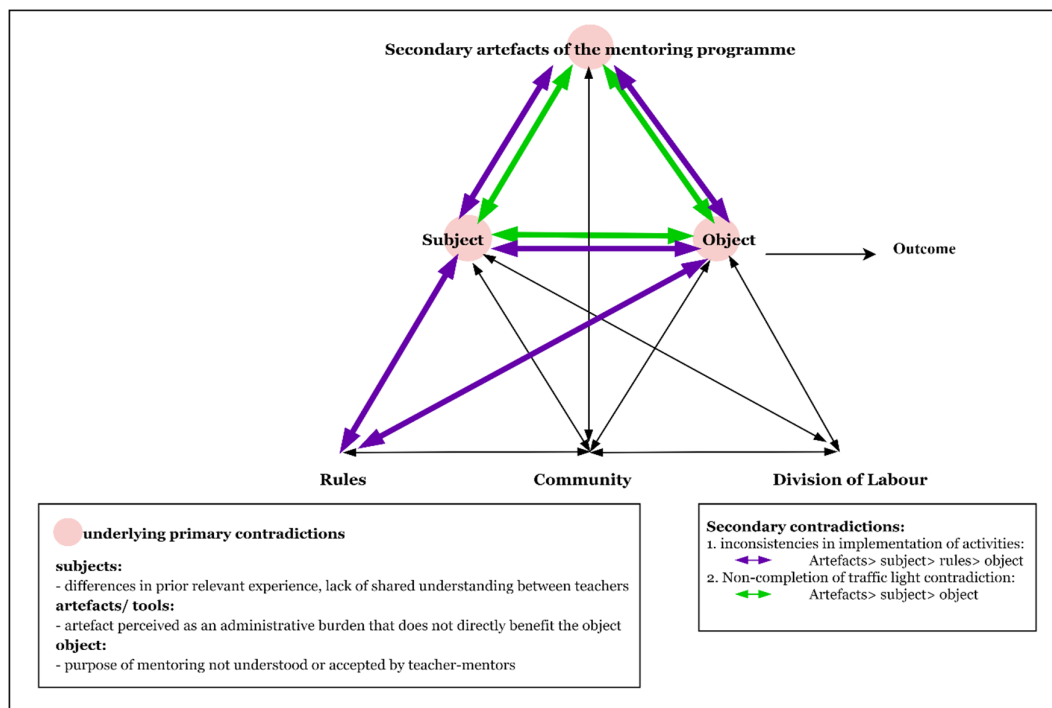 Secondary artefacts of the mentoring programme
Subject
Object
Outcome
Rules
Community
Division of Labour
underlying primary contradictions
subjects:
- differences in prior relevant experience, lack of shared understanding between teachers
artefacts/ tools:
- artefact perceived as an administrative burden that does not directly benefit the object
object:
- purpose of mentoring not understood or accepted by teacher-mentors
Secondary contradictions:
1. inconsistencies in implementation of activities:
Artefacts> subject> rules> object
2. Non-completion of traffic light contradiction:
Artefacts> subject> object